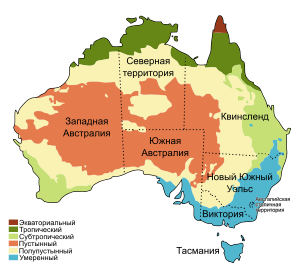 Северная
территория
Западная
Австралия
Квинсленд
Южная
Австралия
Новый Южный
Уэльс
Австралийская
столичная
территория
Виктория
Тасмания
Экваториальный
Тропический
Субтропический
Пустынный
Полупустынный
Умеренный